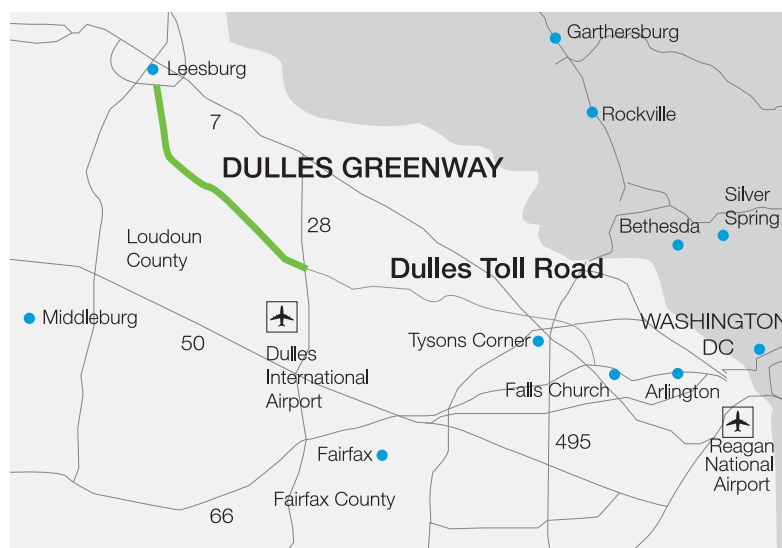 Garthersburg
Leesburg
Rockville
7
DULLES GREENWAY
Silver
Spring
Bethesda
28
Loudoun
County
Dulles Toll Road
Middleburg
WASHINGTON
DC
50
Tysons Corner
Dulles
International
Airport
Falls Church
Arlington
495
Reagan
National
Airport
Fairfax
Fairfax County
66